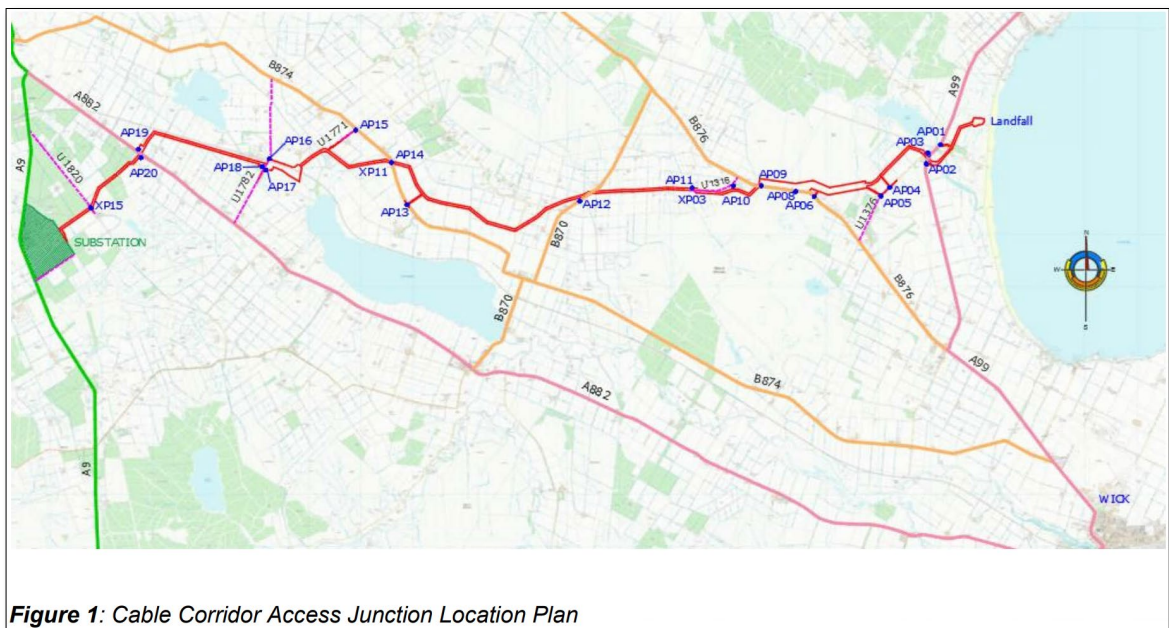 B874
A99
A882
B876
AP15
U1771
AP19
AP16
AP01
Landfall
AP03
AP14
AP20
A9
U1820
AP18
XP11
AP02
U1782
AP17
AP11
U1316
AP09
AP04
XP03
AP10
AP08
AP06
AP05
XP15
AP13
AP12
U1376
SUBSTATION
B870
N
W
E
S
B876
B870
A99
A882
B874
A9
WICK
Figure 1: Cable Corridor Access Junction Location Plan